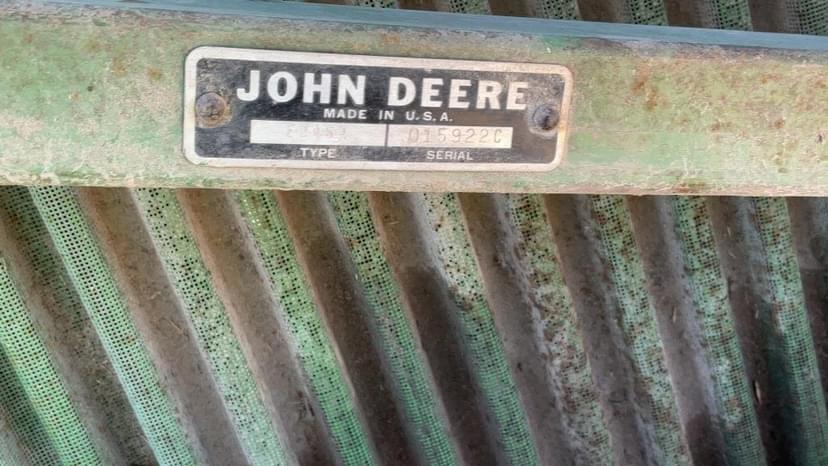 JOHN DEERE
MADE IN U.S.A.
015922C
TYPE SERIAL